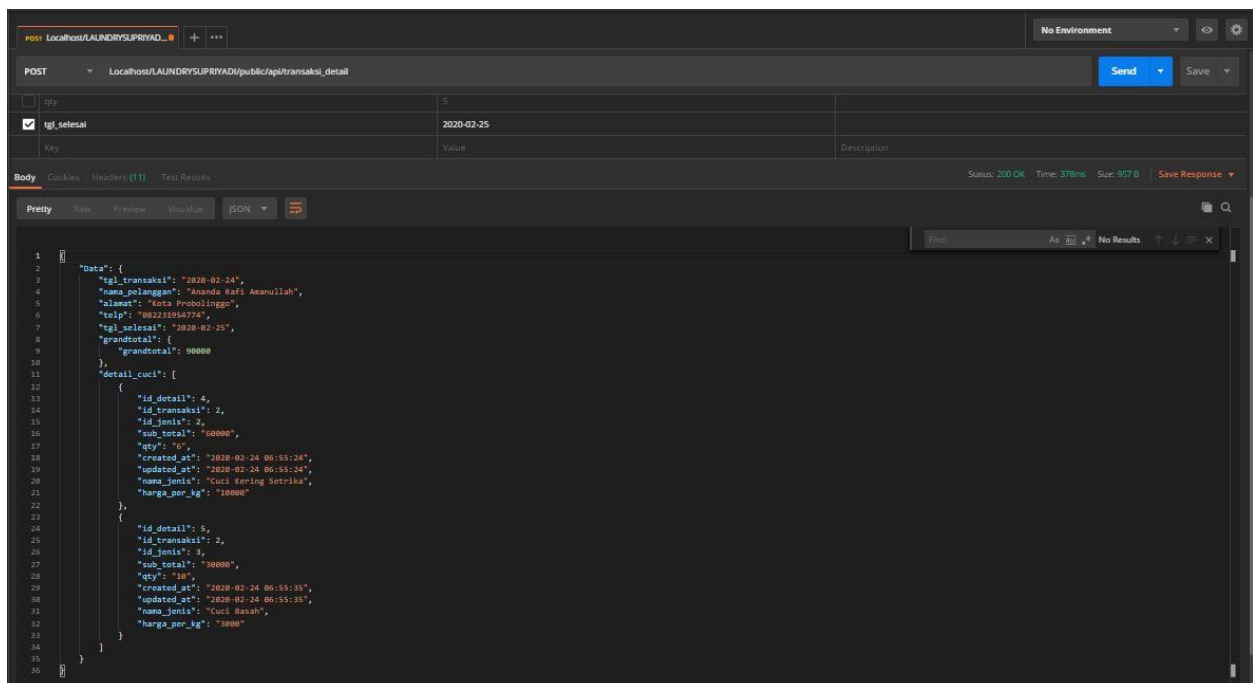 POST Localhost/LAUNDRYSUPRIYAD... + ••• No Environment
POST Localhost/LAUNDRYSUPRIYADI/public/api/transaksi_detail Send Save
qty 5
tgl_selesai 2020-02-25
Key Value Description
Body Cookies Headers (11) Test Results Status: 200 OK Time: 378ms Size: 957 B Save Response
Pretty Raw Preview Visualize JSON
Find Aa Abl .* No Results
1 {
2 "Data": {
3 "tgl_transaksi": "2020-02-24",
4 "nama_pelanggan": "Ananda Rafi Amanullah",
5 "alamat": "Kota Probolinggo",
6 "telp": "082231954774",
7 "tgl_selesai": "2020-02-25",
8 "grandtotal": {
9 "grandtotal": 90000
10 },
11 "detail_cuci": [
12 {
13 "id_detail": 4,
14 "id_transaksi": 2,
15 "id_jenis": 2,
16 "sub_total": "60000",
17 "qty": "6",
18 "created_at": "2020-02-24 06:55:24",
19 "updated_at": "2020-02-24 06:55:24",
20 "nama_jenis": "Cuci Kering Setrika",
21 "harga_per_kg": "10000"
22 },
23 {
24 "id_detail": 5,
25 "id_transaksi": 2,
26 "id_jenis": 3,
27 "sub_total": "30000",
28 "qty": "10",
29 "created_at": "2020-02-24 06:55:35",
30 "updated_at": "2020-02-24 06:55:35",
31 "nama_jenis": "Cuci Basah",
32 "harga_per_kg": "3000"
33 }
34 ]
35 }
36 }